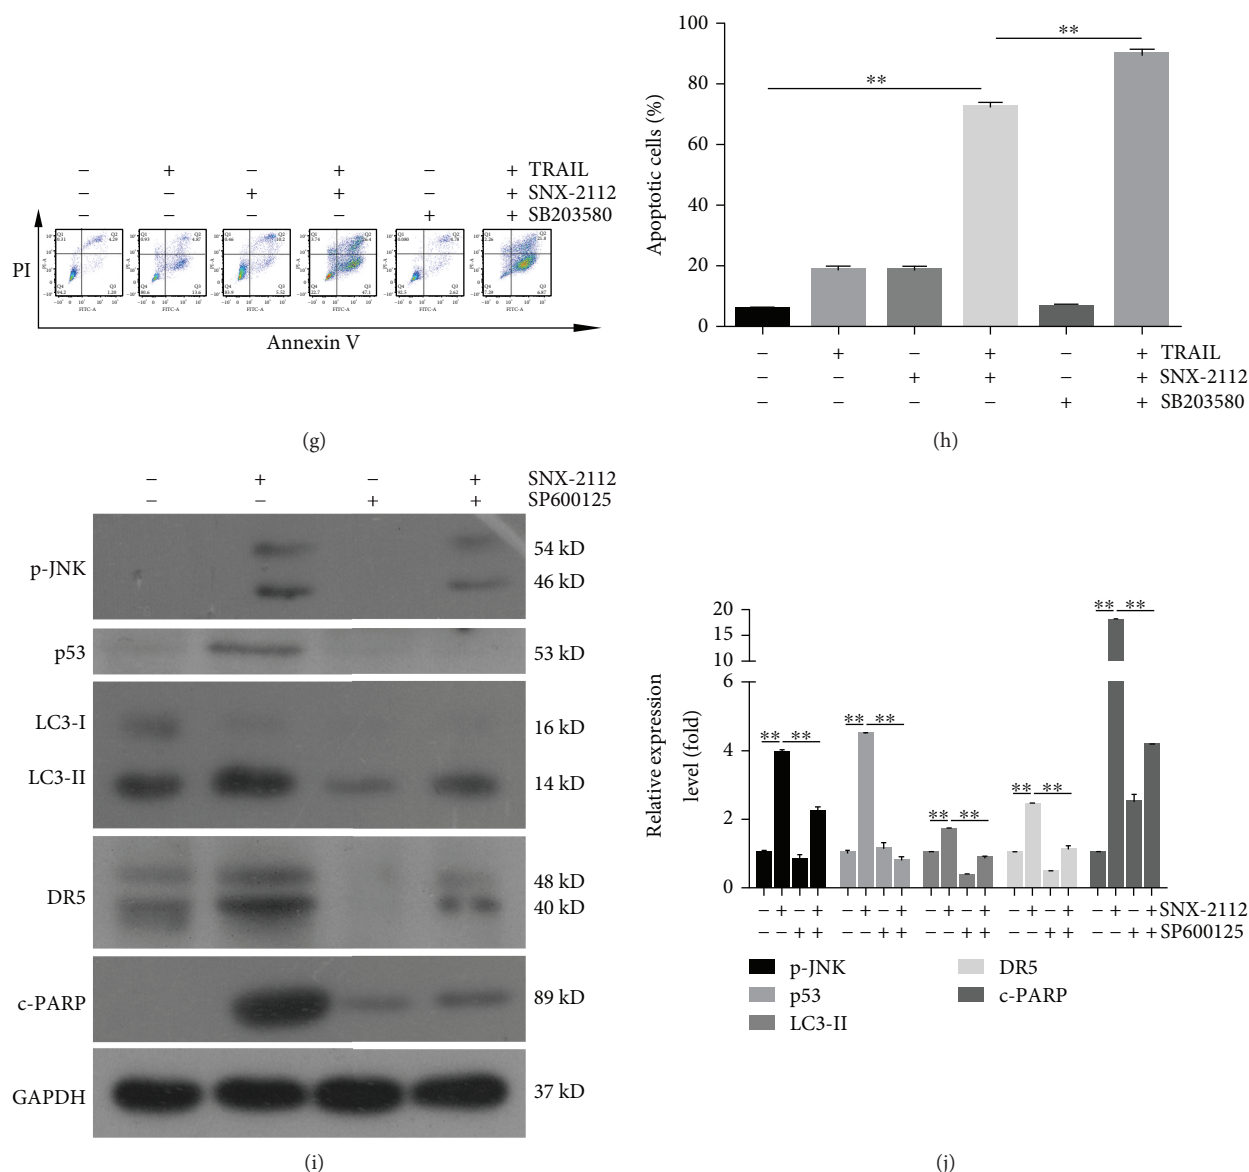 − + − + − + TRAIL
− − + + − + SNX-2112
− − − − + + SB203580
PI
Annexin V
(g)
Apoptotic cells (%)
100
80
60
40
20
0
∗∗ ∗∗
− + − + − + TRAIL
− − + + − + SNX-2112
− − − − + + SB203580
(h)
− + − + SNX-2112
− − + + SP600125
p-JNK
54 kD
46 kD
p53
53 kD
LC3-I
16 kD
LC3-II
14 kD
DR5
48 kD
40 kD
c-PARP
89 kD
GAPDH
37 kD
(i)
Relative expression
level (fold)
20
15
10
6
4
2
0
∗∗ ∗∗ ∗∗ ∗∗ ∗∗ ∗∗ ∗∗ ∗∗ ∗∗ ∗∗
− + − + − + − + − + − + − + − + − + − + SNX-2112
− − + + − − + + − − + + − − + + − − + + SP600125
p-JNK
p53
LC3-II
DR5
c-PARP
(j)